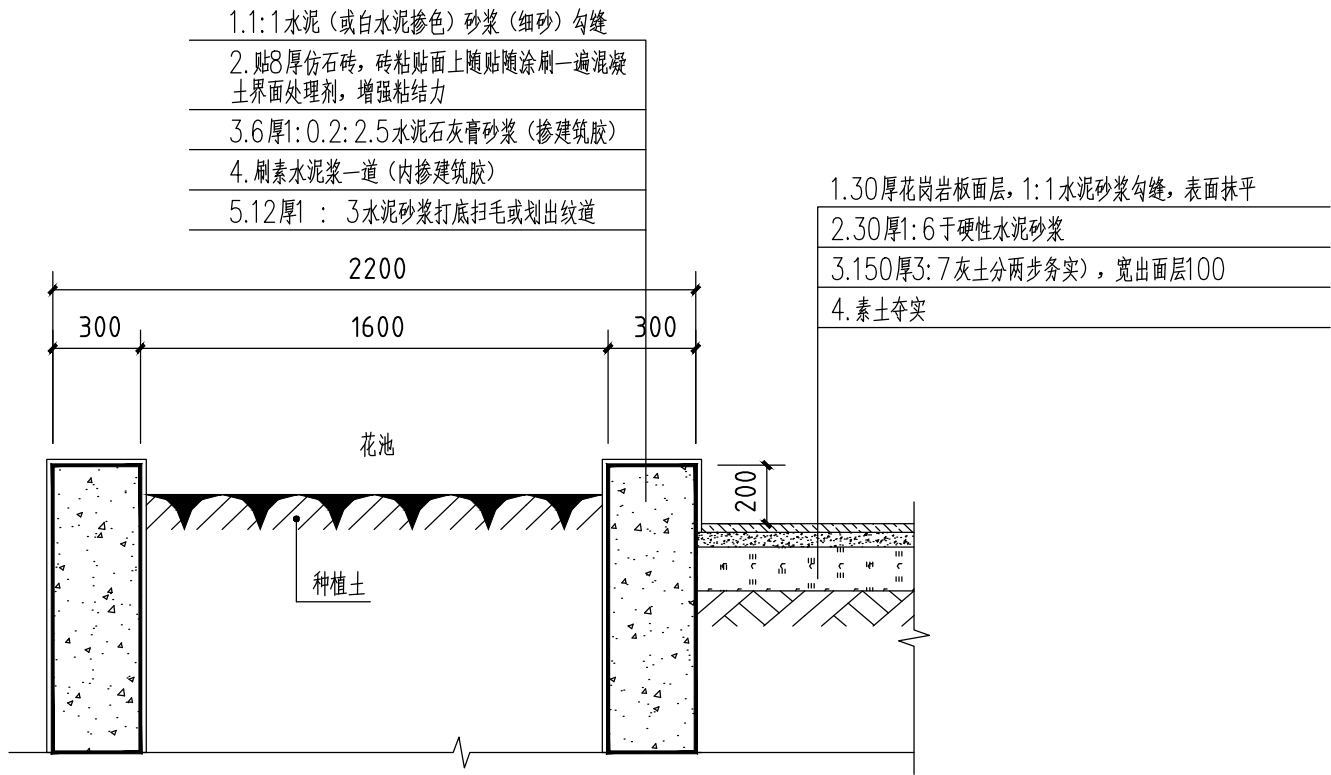 1.1:1水泥（或白水泥掺色）砂浆（细砂）勾缝
2.贴8厚仿石砖，砖粘贴面上随贴随涂刷一遍混凝
土界面处理剂，增强粘结力
3.6厚1:0.2:2.5水泥石灰膏砂浆（掺建筑胶）
4.刷素水泥浆一道（内掺建筑胶）
5.12厚1 : 3水泥砂浆打底扫毛或划出纹道
1.30厚花岗岩板面层，1:1水泥砂浆勾缝，表面抹平
2.30厚1:6于硬性水泥砂浆
3.150厚3:7灰土分两步务实），宽出面层100
4.素土夯实
2200
300
1600
300
花池
200
种植土